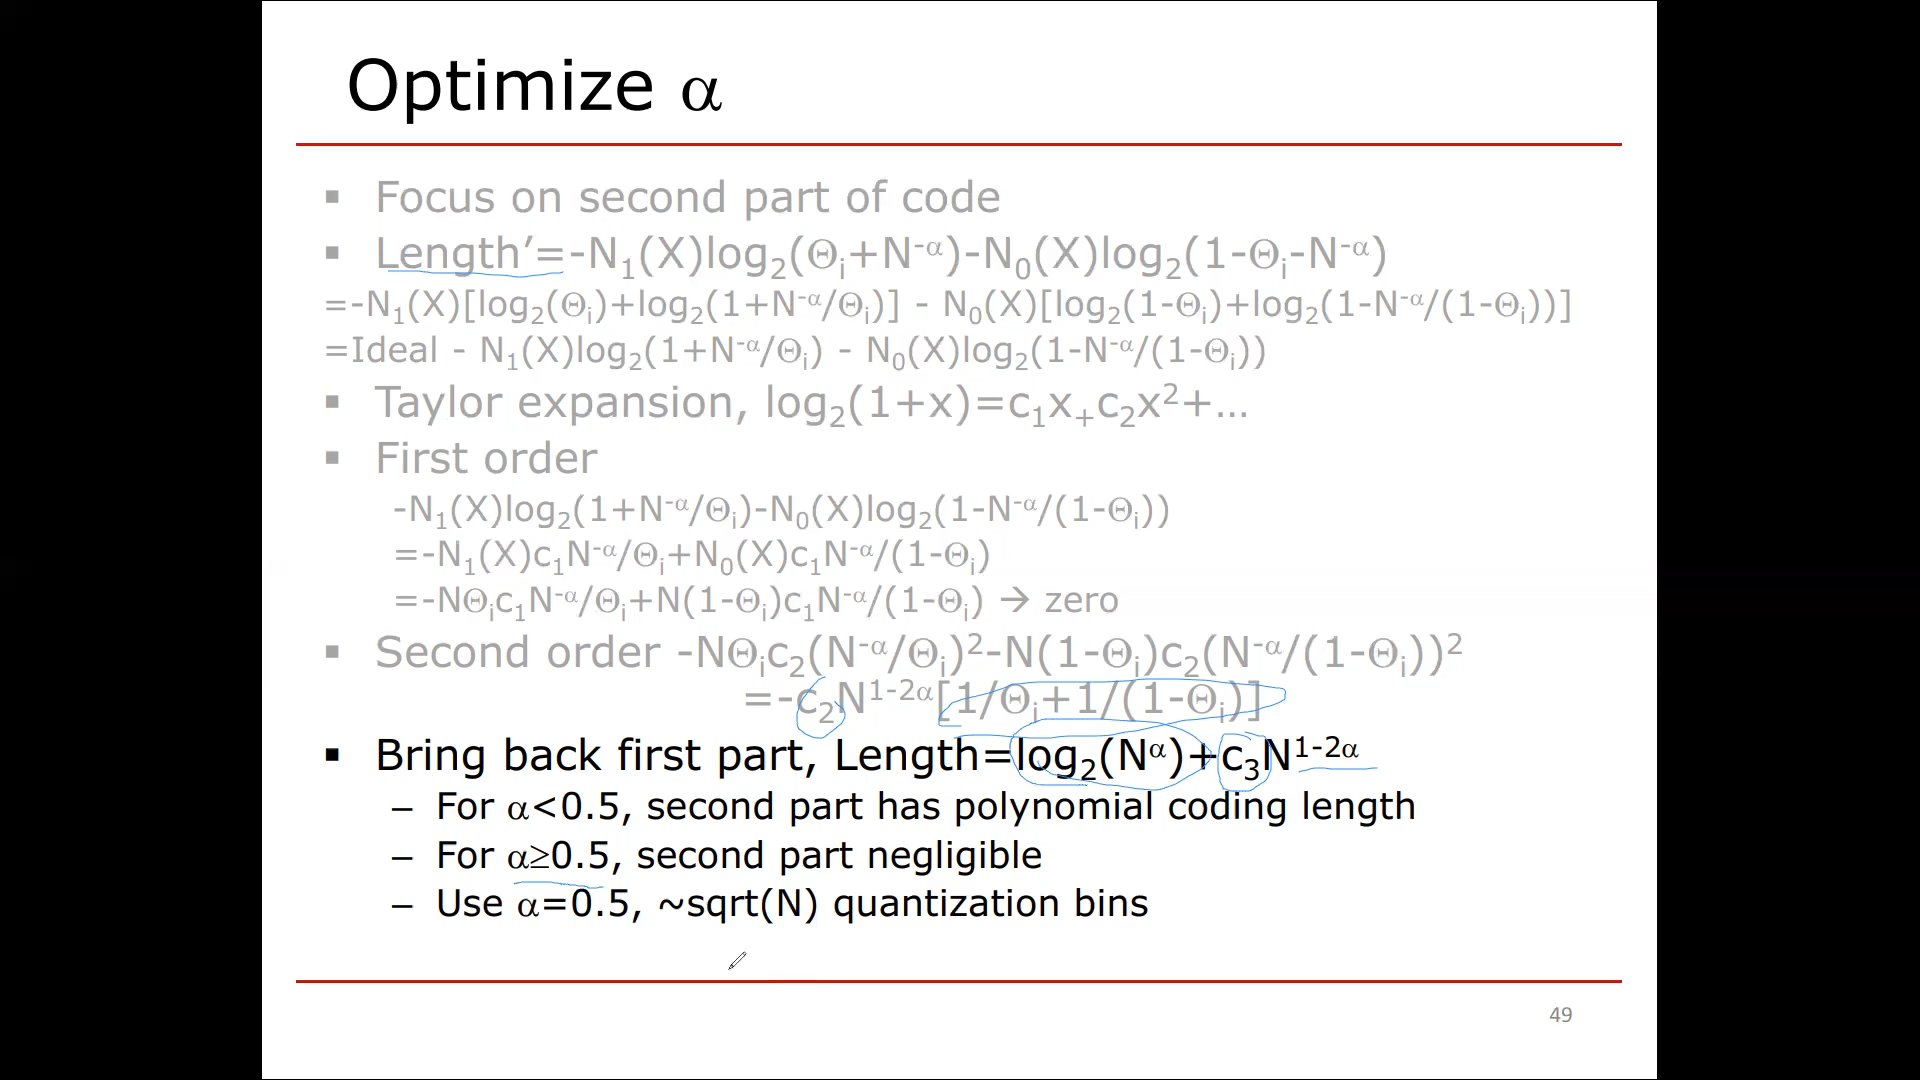 Optimize α
▪ Focus on second part of code
▪ Length’=-N₁(X)log₂(Θᵢ+N^-α)-N₀(X)log₂(1-Θᵢ-N^-α)
=-N₁(X)[log₂(Θᵢ)+log₂(1+N^-α/Θᵢ)] - N₀(X)[log₂(1-Θᵢ)+log₂(1-N^-α/(1-Θᵢ))]
=Ideal - N₁(X)log₂(1+N^-α/Θᵢ) - N₀(X)log₂(1-N^-α/(1-Θᵢ))
▪ Taylor expansion, log₂(1+x)=c₁x₊c₂x²+…
▪ First order
-N₁(X)log₂(1+N^-α/Θᵢ)-N₀(X)log₂(1-N^-α/(1-Θᵢ))
=-N₁(X)c₁N^-α/Θᵢ+N₀(X)c₁N^-α/(1-Θᵢ)
=-NΘᵢc₁N^-α/Θᵢ+N(1-Θᵢ)c₁N^-α/(1-Θᵢ) → zero
▪ Second order -NΘᵢc₂(N^-α/Θᵢ)²-N(1-Θᵢ)c₂(N^-α/(1-Θᵢ))²
=-c₂N^1-2α[1/Θᵢ+1/(1-Θᵢ)]
▪ Bring back first part, Length=log₂(N^α)+c₃N^1-2α
– For α<0.5, second part has polynomial coding length
– For α≥0.5, second part negligible
– Use α=0.5, ~sqrt(N) quantization bins
49